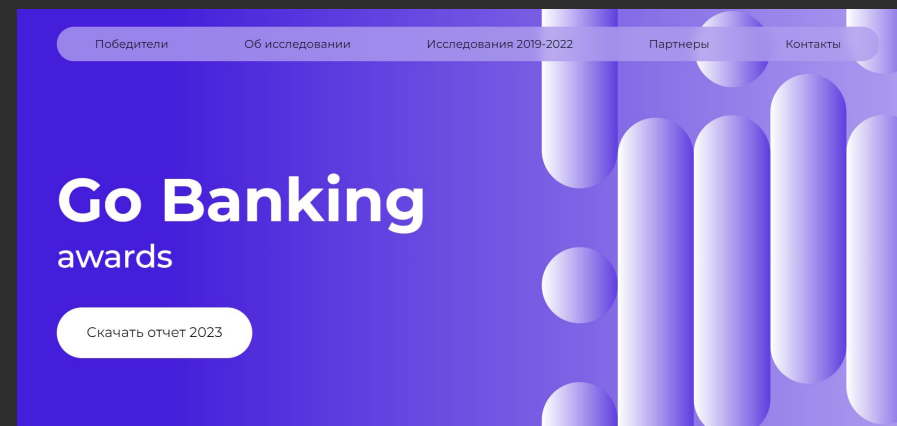 Победители Об исследовании Исследования 2019-2022 Партнеры Контакты
Go Banking
awards
Скачать отчет 2023